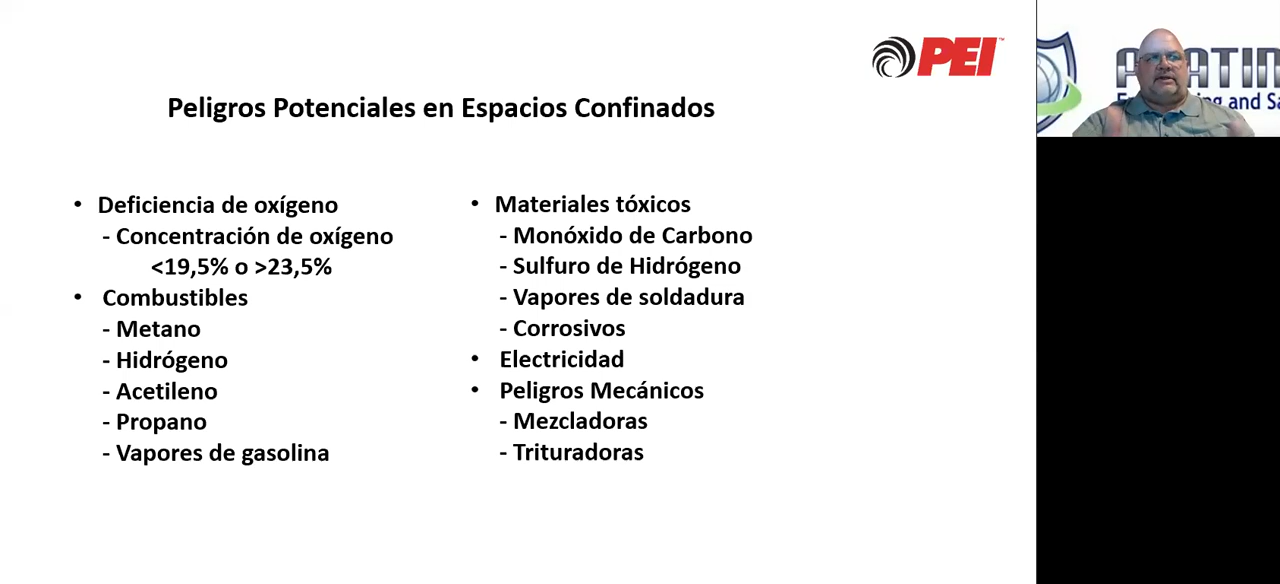 PEI
Peligros Potenciales en Espacios Confinados
• Deficiencia de oxígeno
- Concentración de oxígeno
<19,5% o >23,5%
• Combustibles
- Metano
- Hidrógeno
- Acetileno
- Propano
- Vapores de gasolina
• Materiales tóxicos
- Monóxido de Carbono
- Sulfuro de Hidrógeno
- Vapores de soldadura
- Corrosivos
• Electricidad
• Peligros Mecánicos
- Mezcladoras
- Trituradoras
and